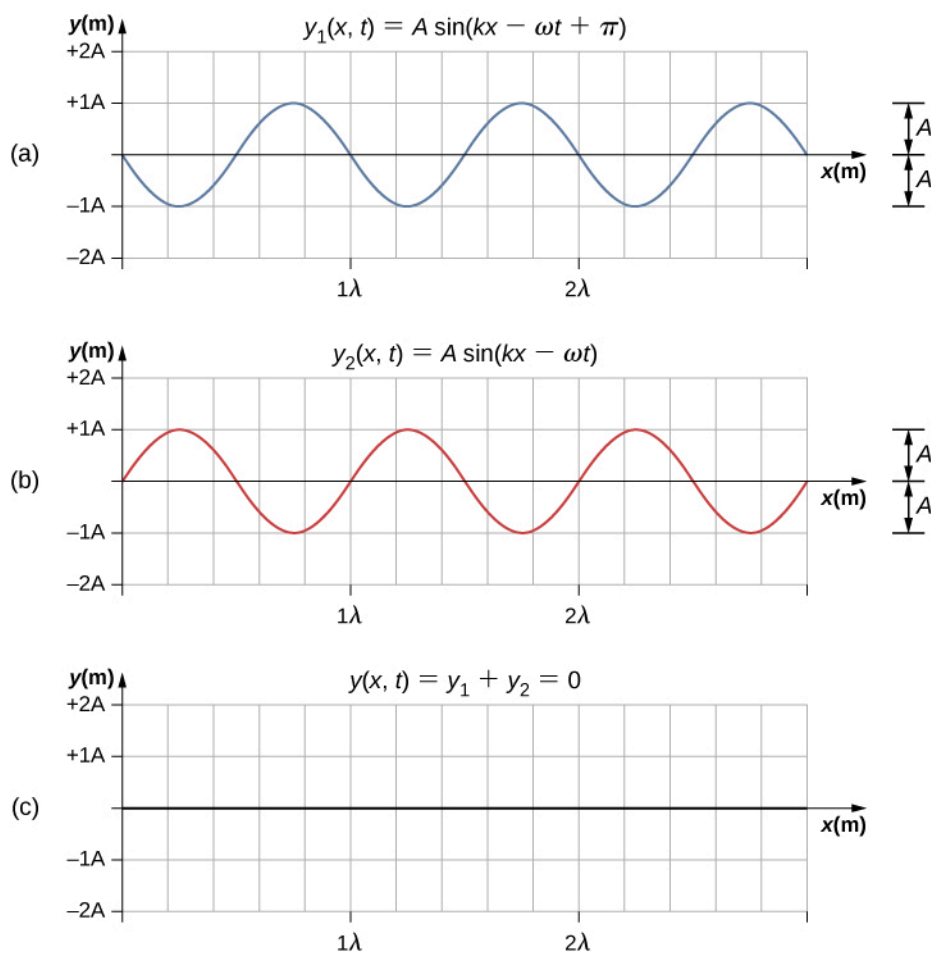 y(m)
y₁(x, t) = A sin(kx − ωt + π)
+2A
+1A
A
(a)
x(m)
A
–1A
–2A
1λ
2λ
y(m)
y₂(x, t) = A sin(kx − ωt)
+2A
+1A
A
(b)
x(m)
A
–1A
–2A
1λ
2λ
y(m)
y(x, t) = y₁ + y₂ = 0
+2A
+1A
(c)
x(m)
–1A
–2A
1λ
2λ